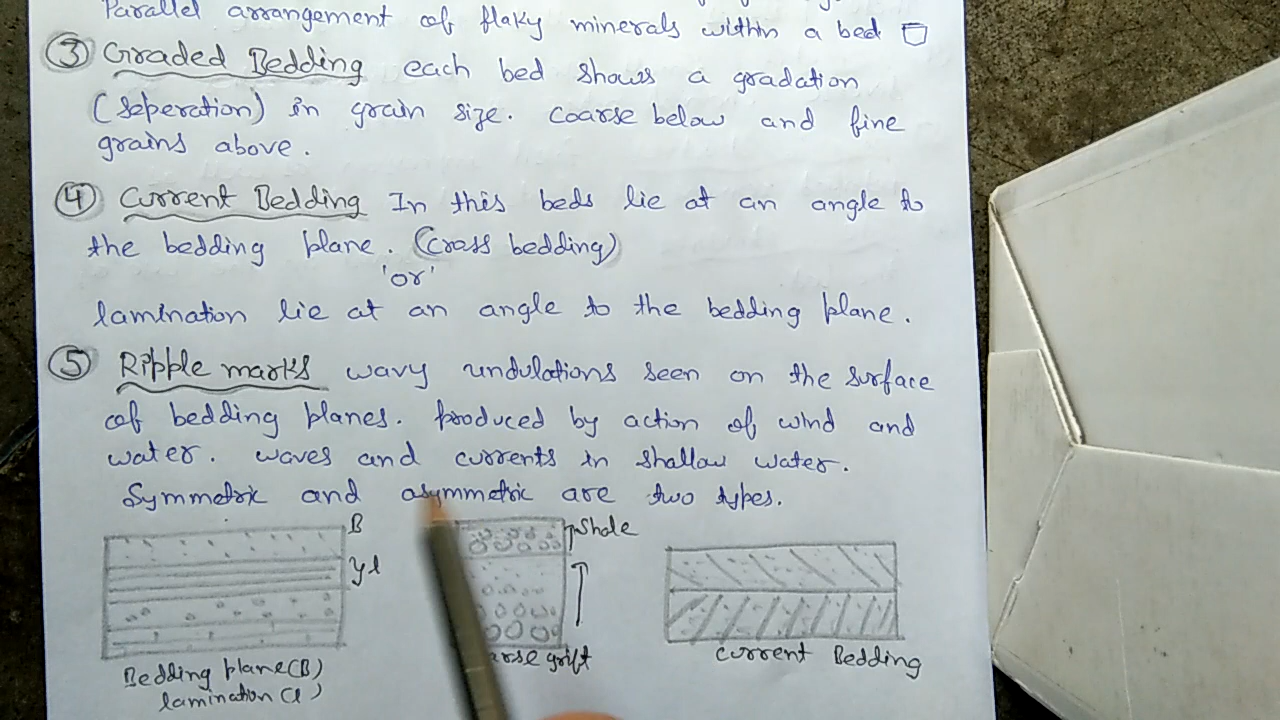 Parallel arrangement of flaky minerals within a bed
③ Graded Bedding each bed shows a gradation
(Seperation) in grain size. coarse below and fine
grains above.
④ Current Bedding In this beds lie at an angle to
the bedding plane. (cross bedding)
'or'
lamination lie at an angle to the bedding plane.
⑤ Ripple marks wavy undulations seen on the surface
of bedding planes. produced by action of wind and
water. waves and currents in shallow water.
Symmetric and asymmetric are two types.
B
Shale
Bedding plane (B)
lamination (l)
arse grift
current Bedding